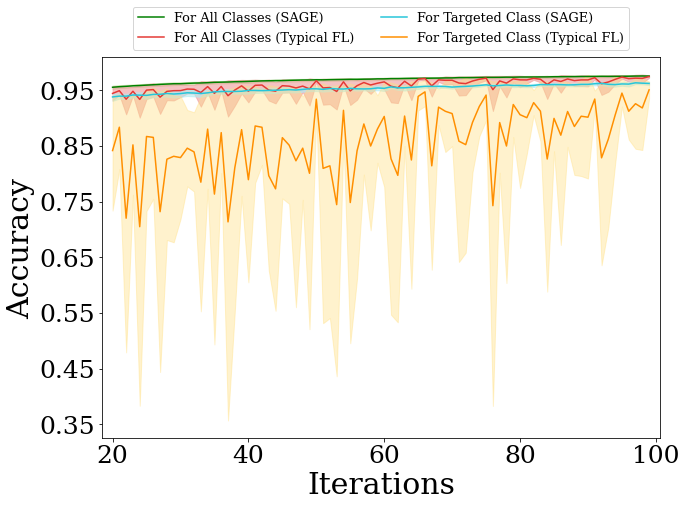 For All Classes (SAGE)
For All Classes (Typical FL)
For Targeted Class (SAGE)
For Targeted Class (Typical FL)
Accuracy
0.95
0.85
0.75
0.65
0.55
0.45
0.35
20 40 60 80 100
Iterations